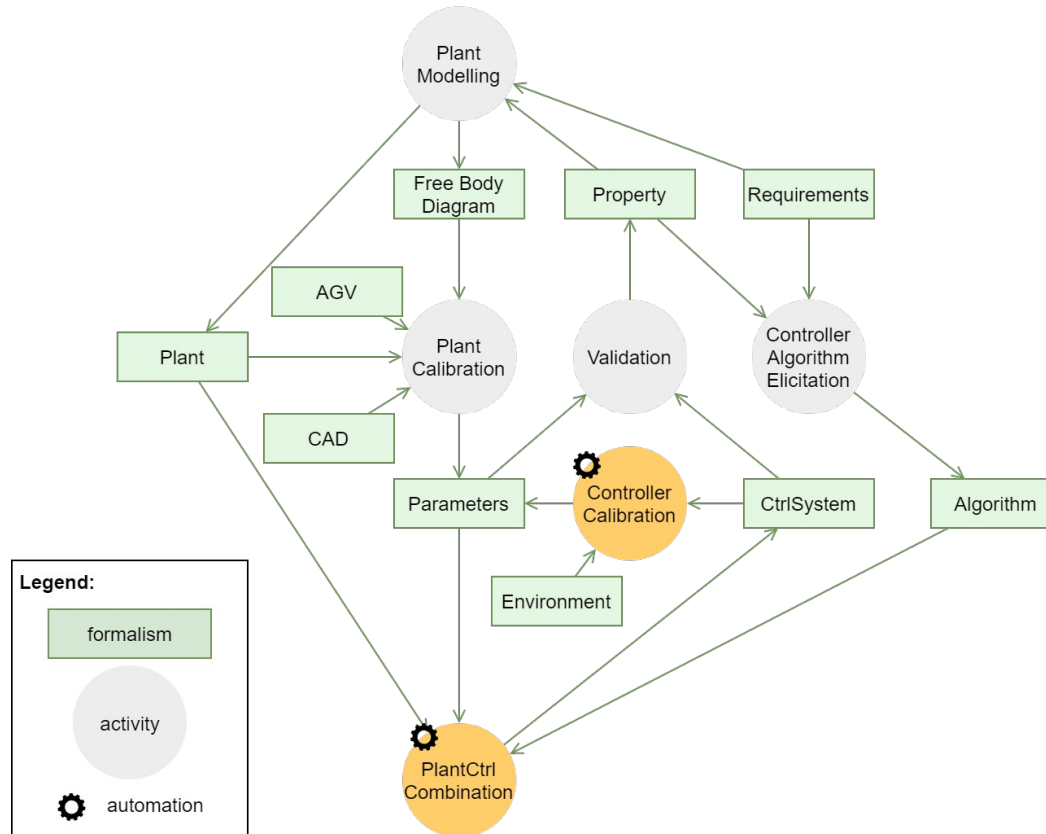 Plant
Modelling
Free Body
Diagram
Property
Requirements
AGV
Plant
Plant
Calibration
Validation
Controller
Algorithm
Elicitation
CAD
Parameters
Controller
Calibration
CtrlSystem
Algorithm
Environment
PlantCtrl
Combination
Legend:
formalism
activity
automation